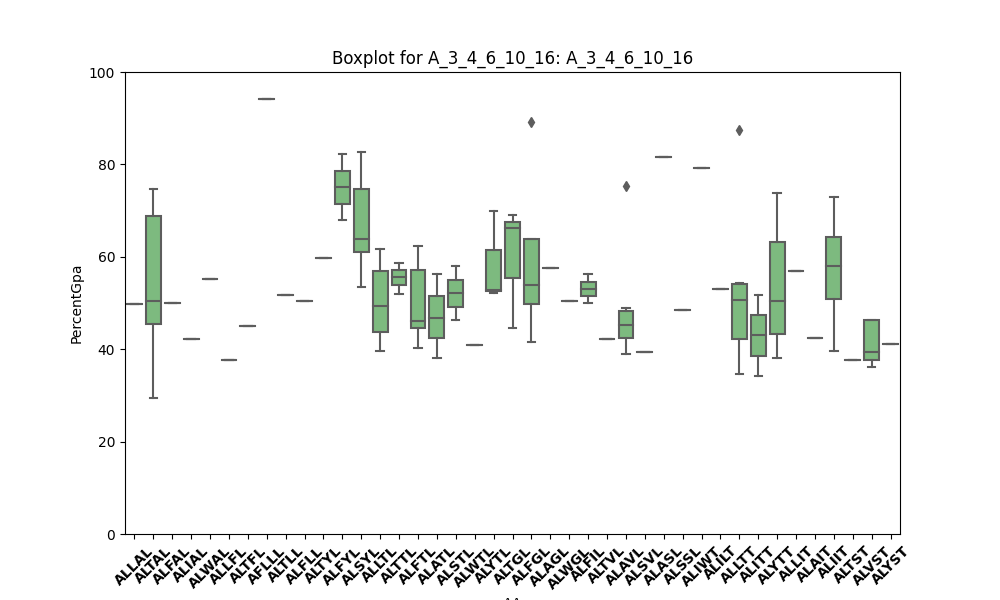 Boxplot for A_3_4_6_10_16: A_3_4_6_10_16
PercentGpa
100
80
60
40
20
0
ALLAL
ALTAL
ALFAL
ALIAL
ALWAL
ALLFL
ALTFL
AFLLL
ALTLL
ALFLL
ALTYL
ALFYL
ALSYL
ALLTL
ALTTL
ALFTL
ALATL
ALSTL
ALWTL
ALYTL
ALTGL
ALFGL
ALAGL
ALWGL
ALFIL
ALTVL
ALAVL
ALSVL
ALASL
ALSSL
ALIWT
ALILT
ALLTT
ALITT
ALYTT
ALLIT
ALAIT
ALIIT
ALTST
ALVST
ALYST